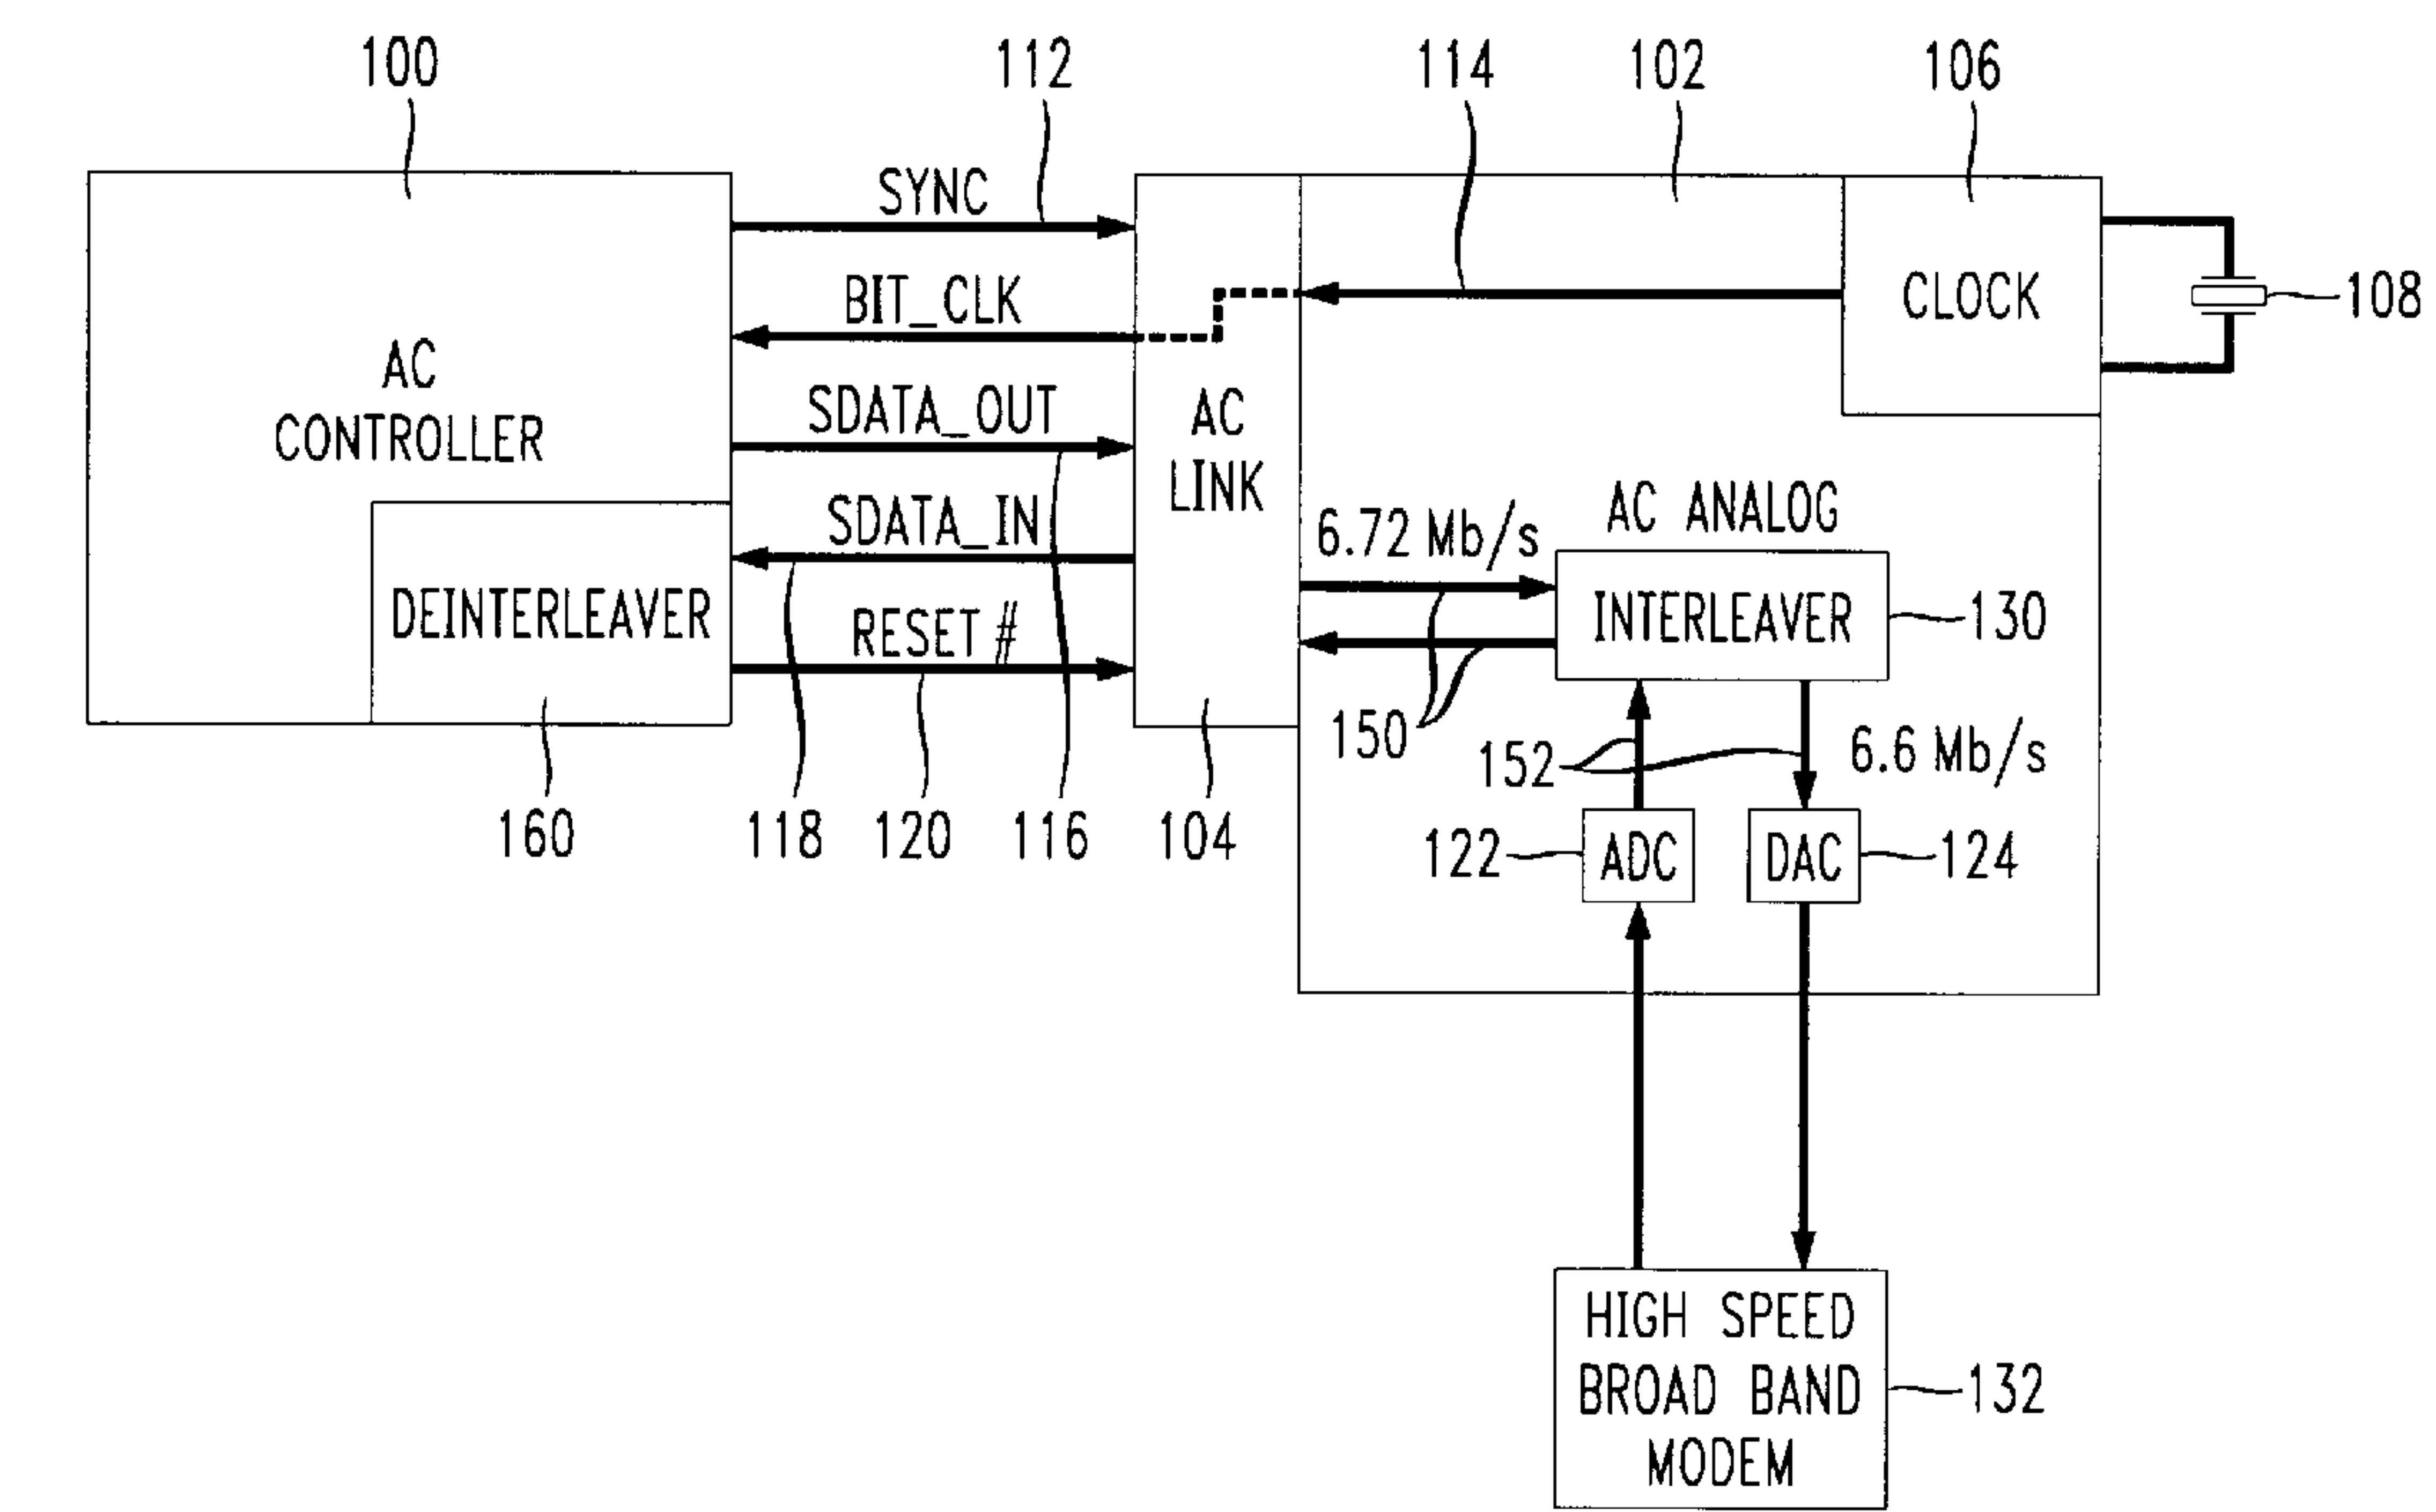 100
112
114
102
106
SYNC
BIT_CLK
CLOCK
108
AC
CONTROLLER
SDATA_OUT
AC
LINK
SDATA_IN
6.72 Mb/s
AC ANALOG
DEINTERLEAVER
RESET #
INTERLEAVER
130
150
152
6.6 Mb/s
160
118
120
116
104
122
ADC
DAC
124
HIGH SPEED
BROAD BAND
MODEM
132